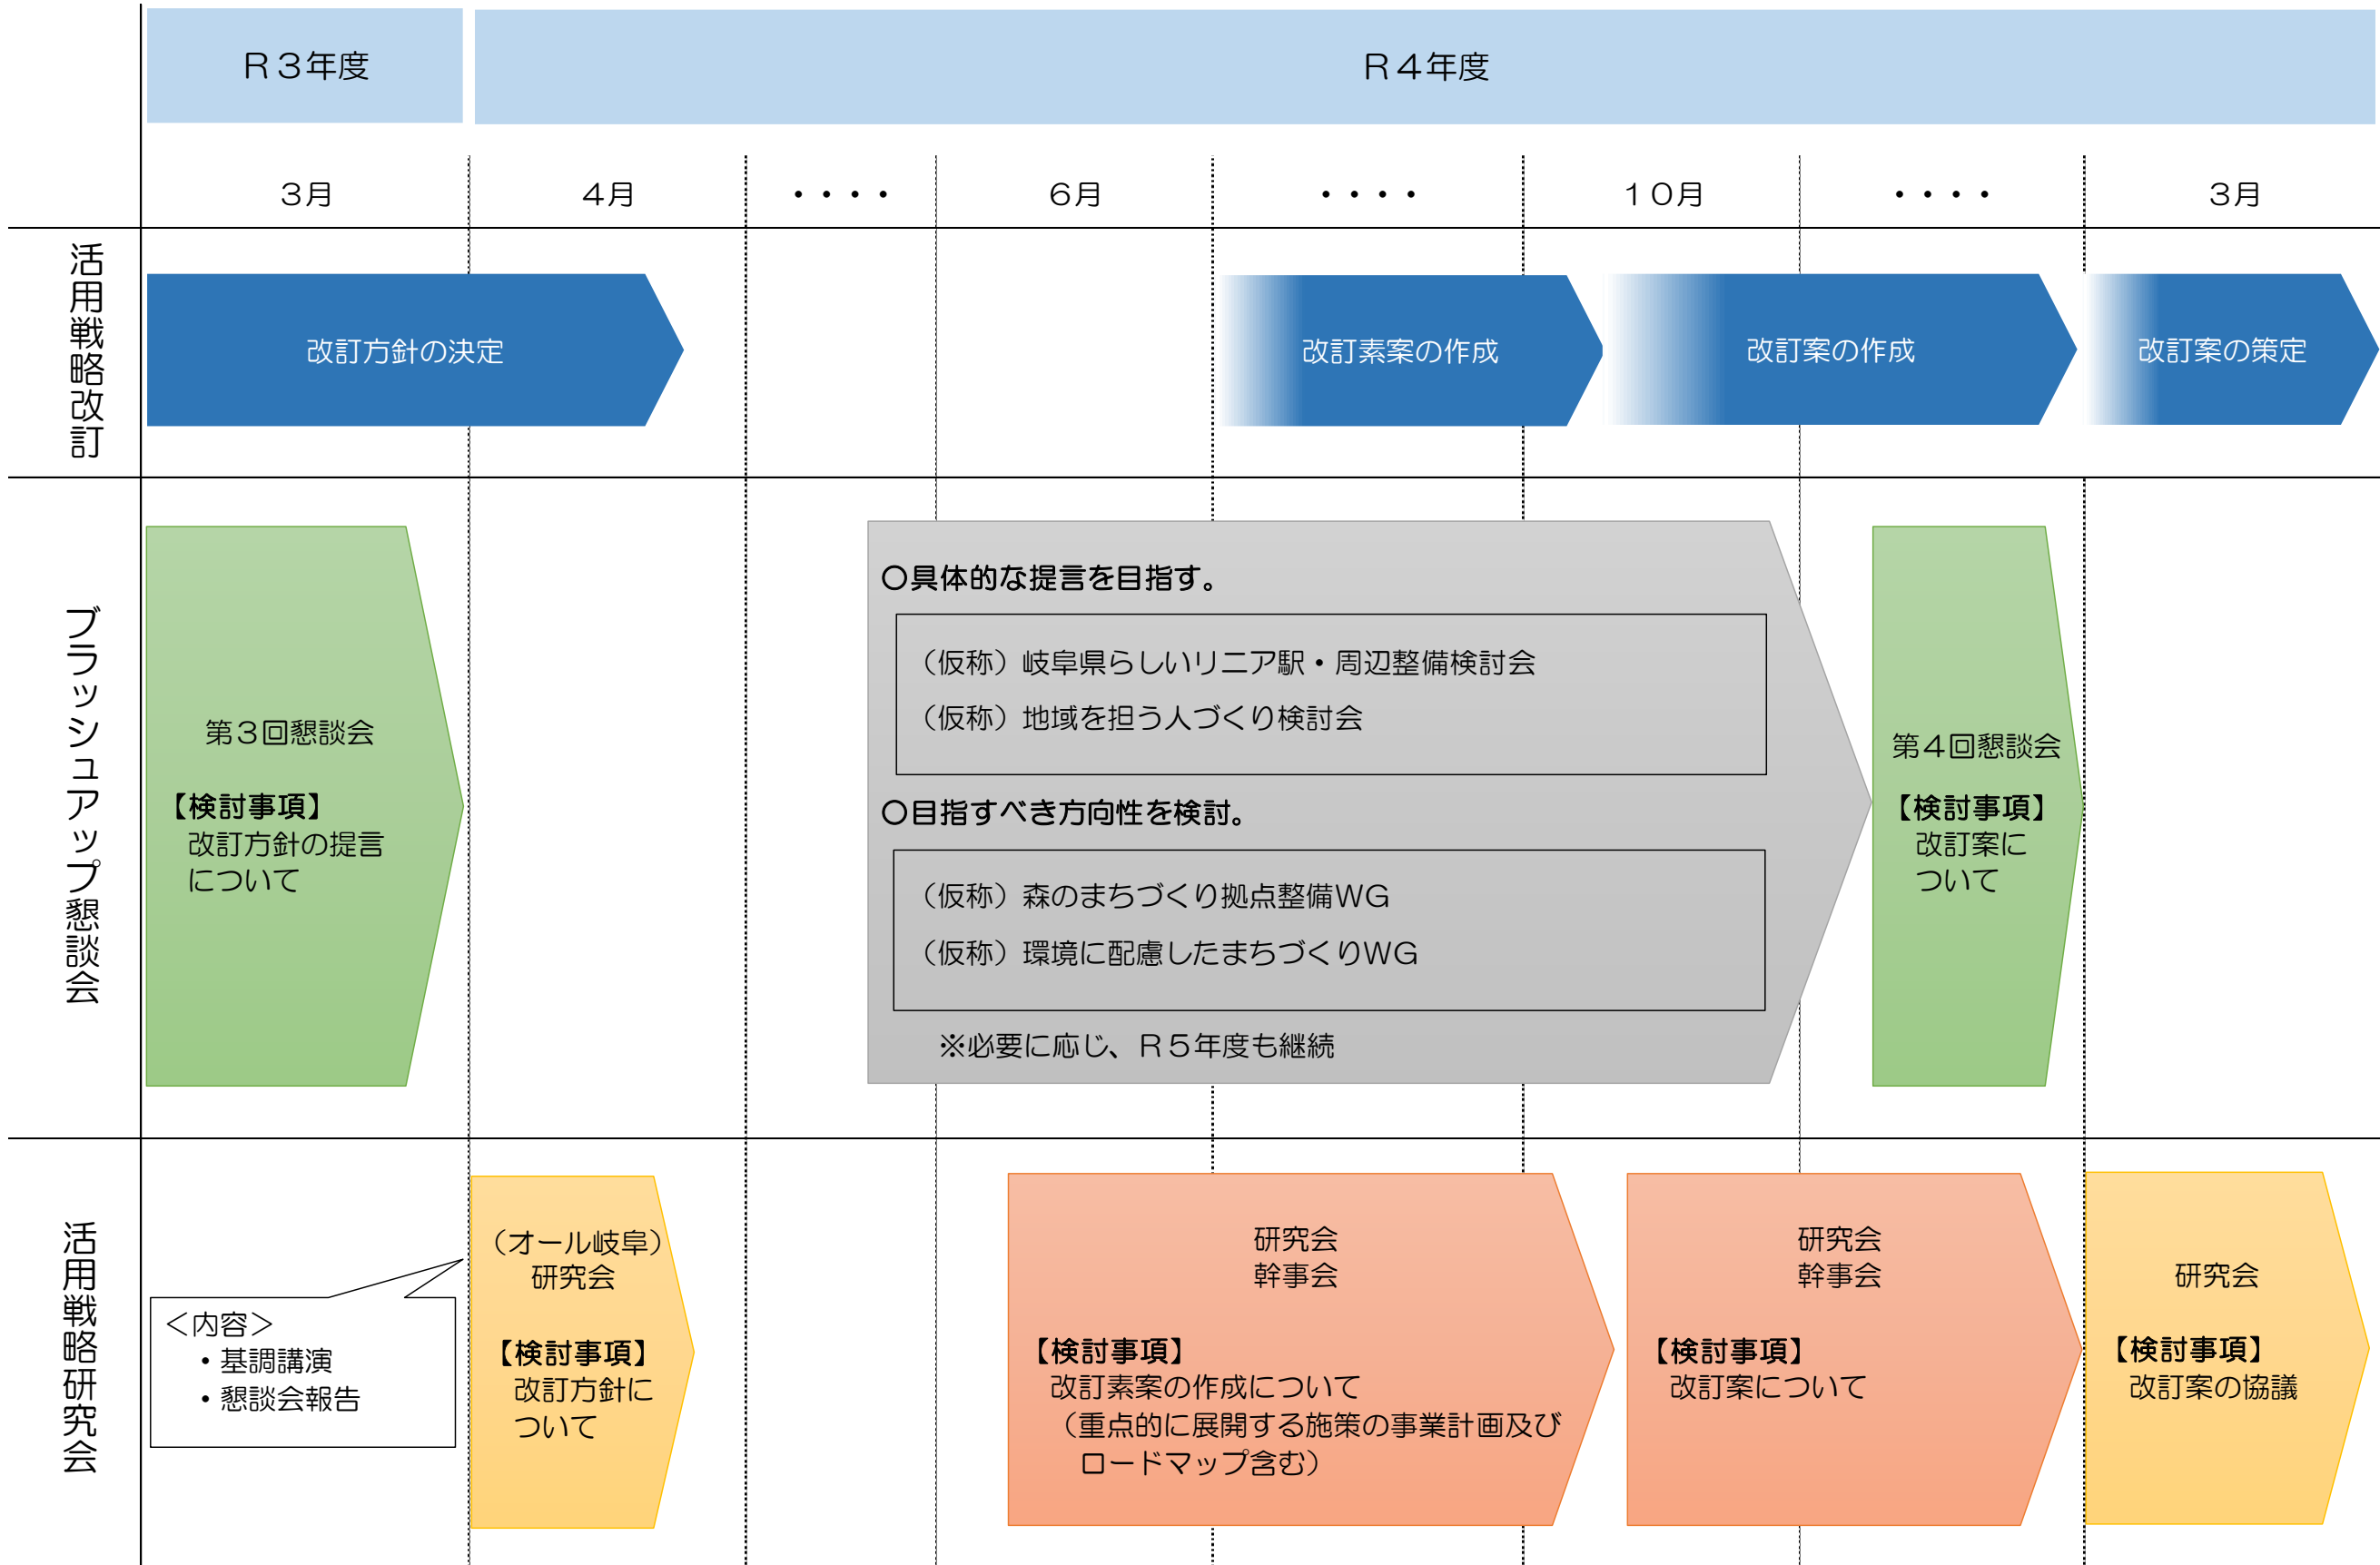 R３年度
R４年度
３月
４月
・・・・
６月
・・・・
１０月
・・・・
３月
活用戦略改訂
改訂方針の決定
改訂素案の作成
改訂案の作成
改訂案の策定
ブラッシュアップ懇談会
第３回懇談会
【検討事項】
改訂方針の提言
について
〇具体的な提言を目指す。
（仮称）岐阜県らしいリニア駅・周辺整備検討会
（仮称）地域を担う人づくり検討会
〇目指すべき方向性を検討。
（仮称）森のまちづくり拠点整備WG
（仮称）環境に配慮したまちづくりWG
※必要に応じ、R５年度も継続
第４回懇談会
【検討事項】
改訂案に
ついて
活用戦略研究会
＜内容＞
・基調講演
・懇談会報告
（オール岐阜）
研究会
【検討事項】
改訂方針に
ついて
研究会
幹事会
【検討事項】
改訂素案の作成について
（重点的に展開する施策の事業計画及び
ロードマップ含む）
研究会
幹事会
【検討事項】
改訂案について
研究会
【検討事項】
改訂案の協議